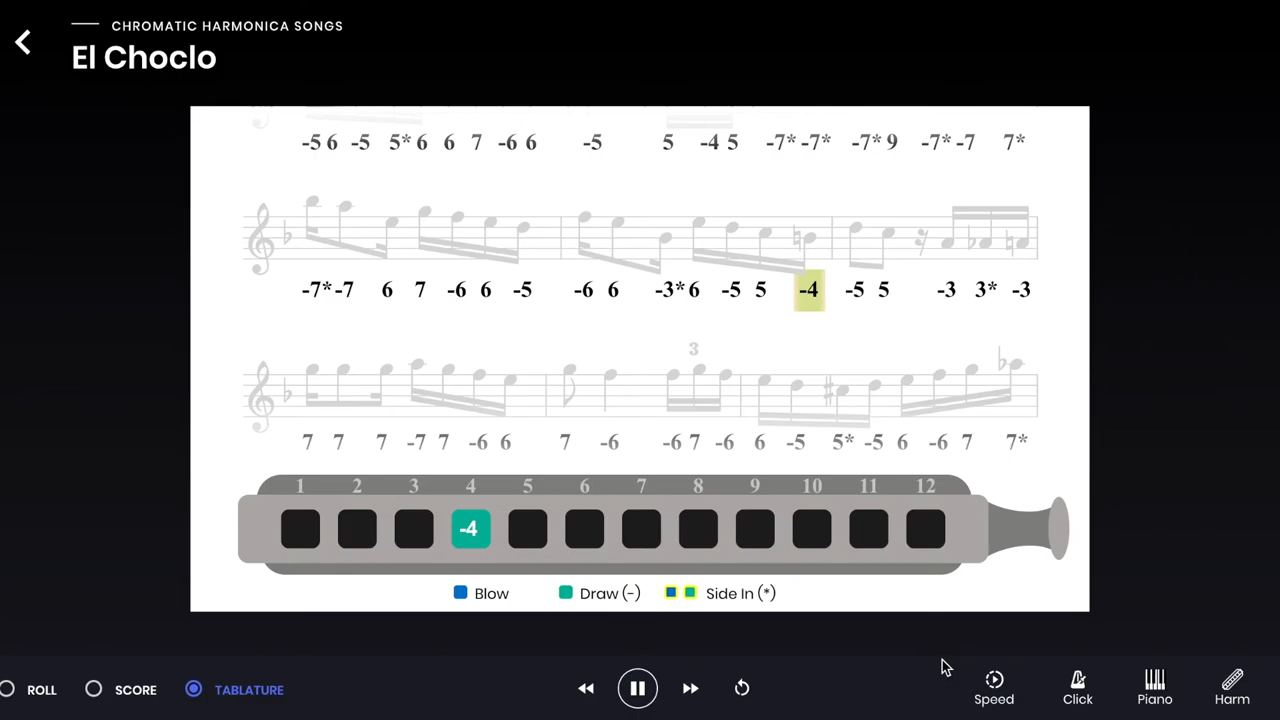 CHROMATIC HARMONICA SONGS
El Choclo
-5 6 -5 5* 6 6 7 -6 6 -5 5 -4 5 -7* -7* -7* 9 -7* -7 7*
-7* -7 6 7 -6 6 -5 -6 6 -3* 6 -5 5 -4 -5 5 -3 3* -3
3
7 7 7 -7 7 -6 6 7 -6 -6 7 -6 6 -5 5* -5 6 -6 7 7*
1 2 3 4 5 6 7 8 9 10 11 12
-4
Blow Draw (-) Side In (*)
ROLL SCORE TABLATURE Speed Click Piano Harm